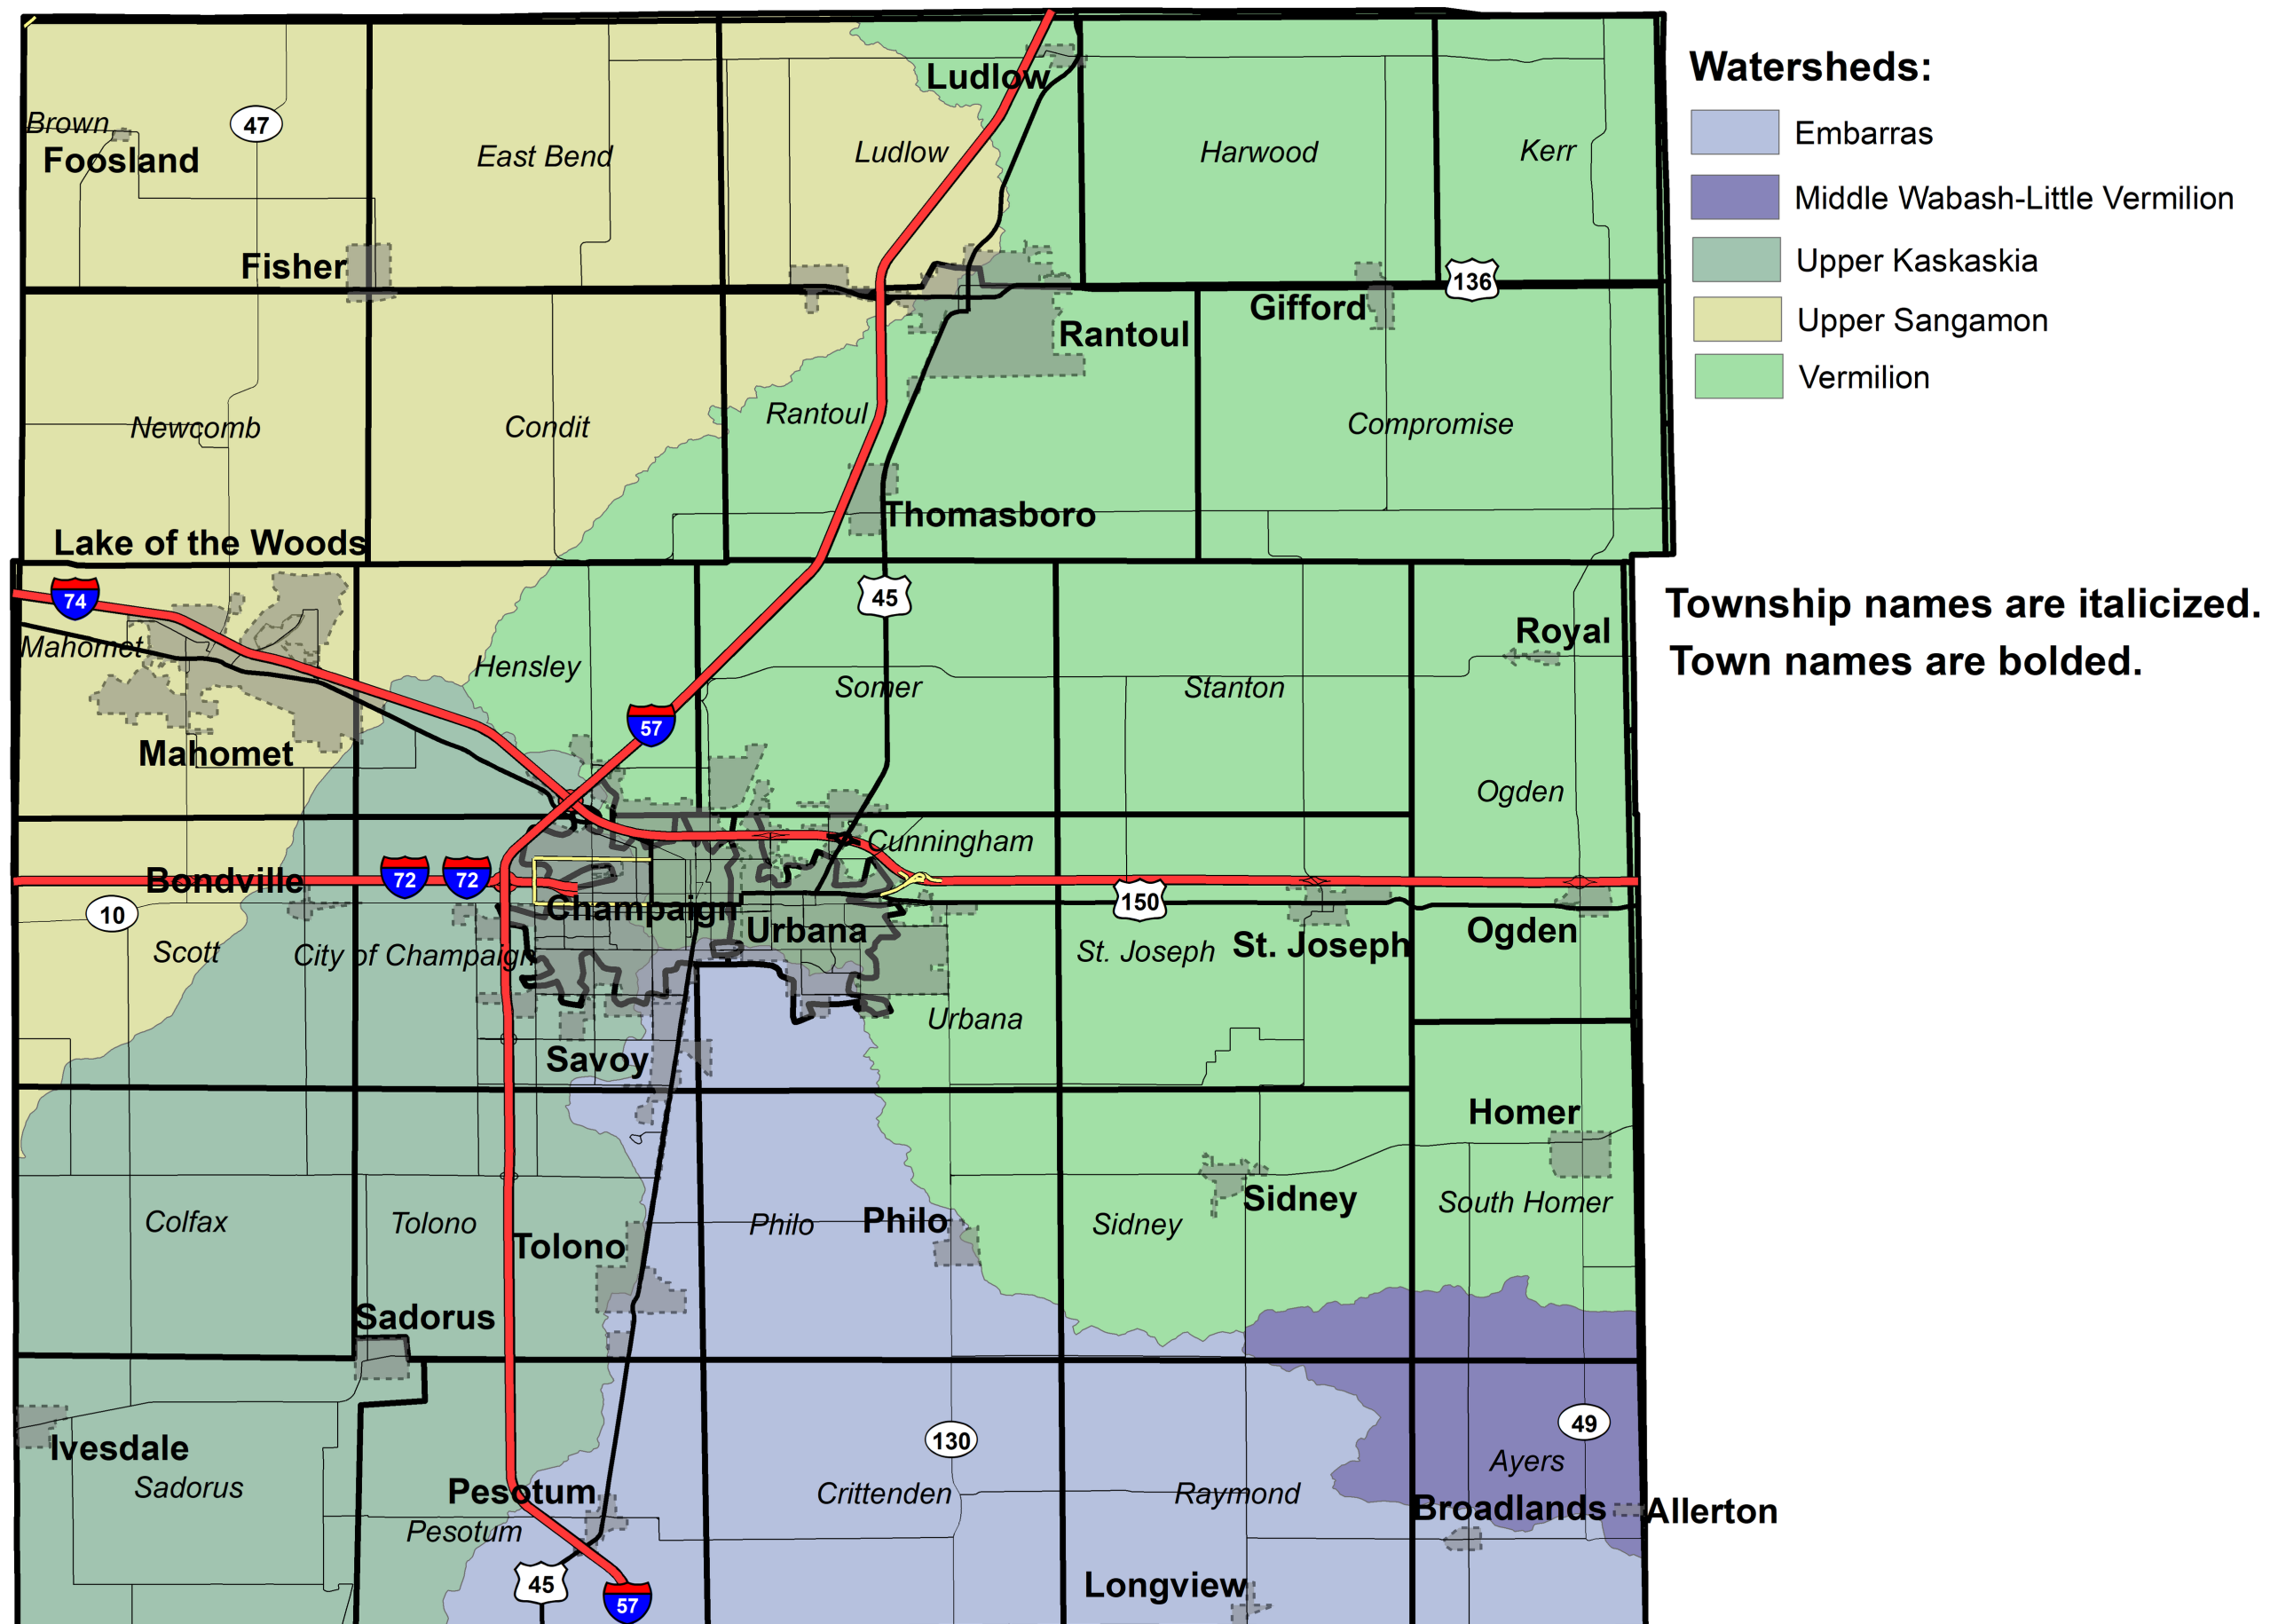 Watersheds:
Embarras
Middle Wabash-Little Vermilion
Upper Kaskaskia
Upper Sangamon
Vermilion
Township names are italicized.
Town names are bolded.
Ludlow
Brown
47
Foosland
East Bend
Ludlow
Harwood
Kerr
Fisher
136
Gifford
Rantoul
Newcomb
Condit
Rantoul
Compromise
Thomasboro
Lake of the Woods
74
45
Royal
Mahomet
Hensley
Somer
Stanton
57
Mahomet
Ogden
Cunningham
Bondville
72
72
150
10
Champaign
Urbana
Ogden
Scott
City of Champaign
St. Joseph
St. Joseph
Urbana
Savoy
Homer
Colfax
Tolono
Philo
Philo
Sidney
Sidney
South Homer
Tolono
Sadorus
49
130
Ivesdale
Sadorus
Pesotum
Crittenden
Raymond
Ayers
Broadlands
Allerton
Pesotum
45
57
Longview